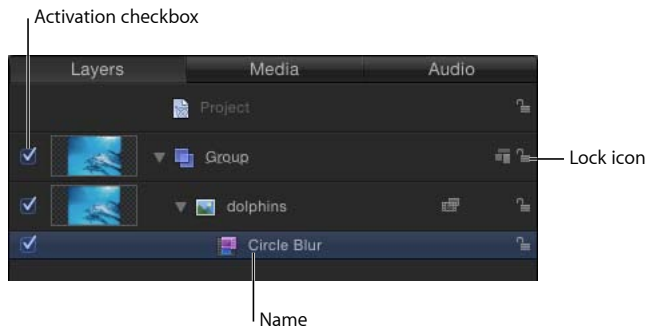 Activation checkbox
Layers Media Audio
Project
Group
Lock icon
dolphins
Circle Blur
Name